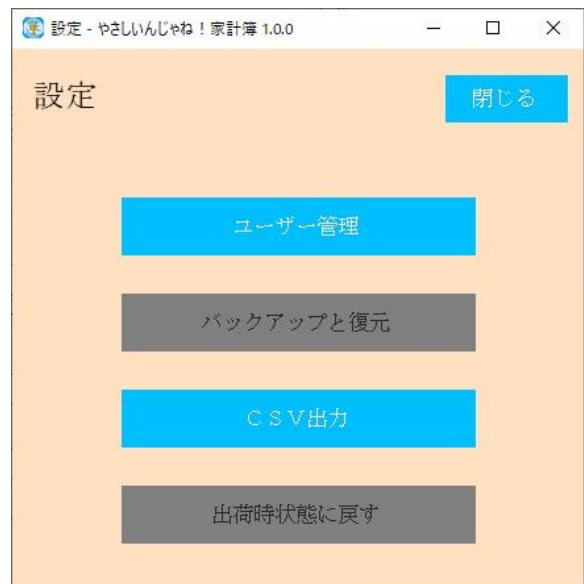 設定 - やさしいんじゃね！家計簿 1.0.0
設定
閉じる
ユーザー管理
バックアップと復元
ＣＳＶ出力
出荷時状態に戻す